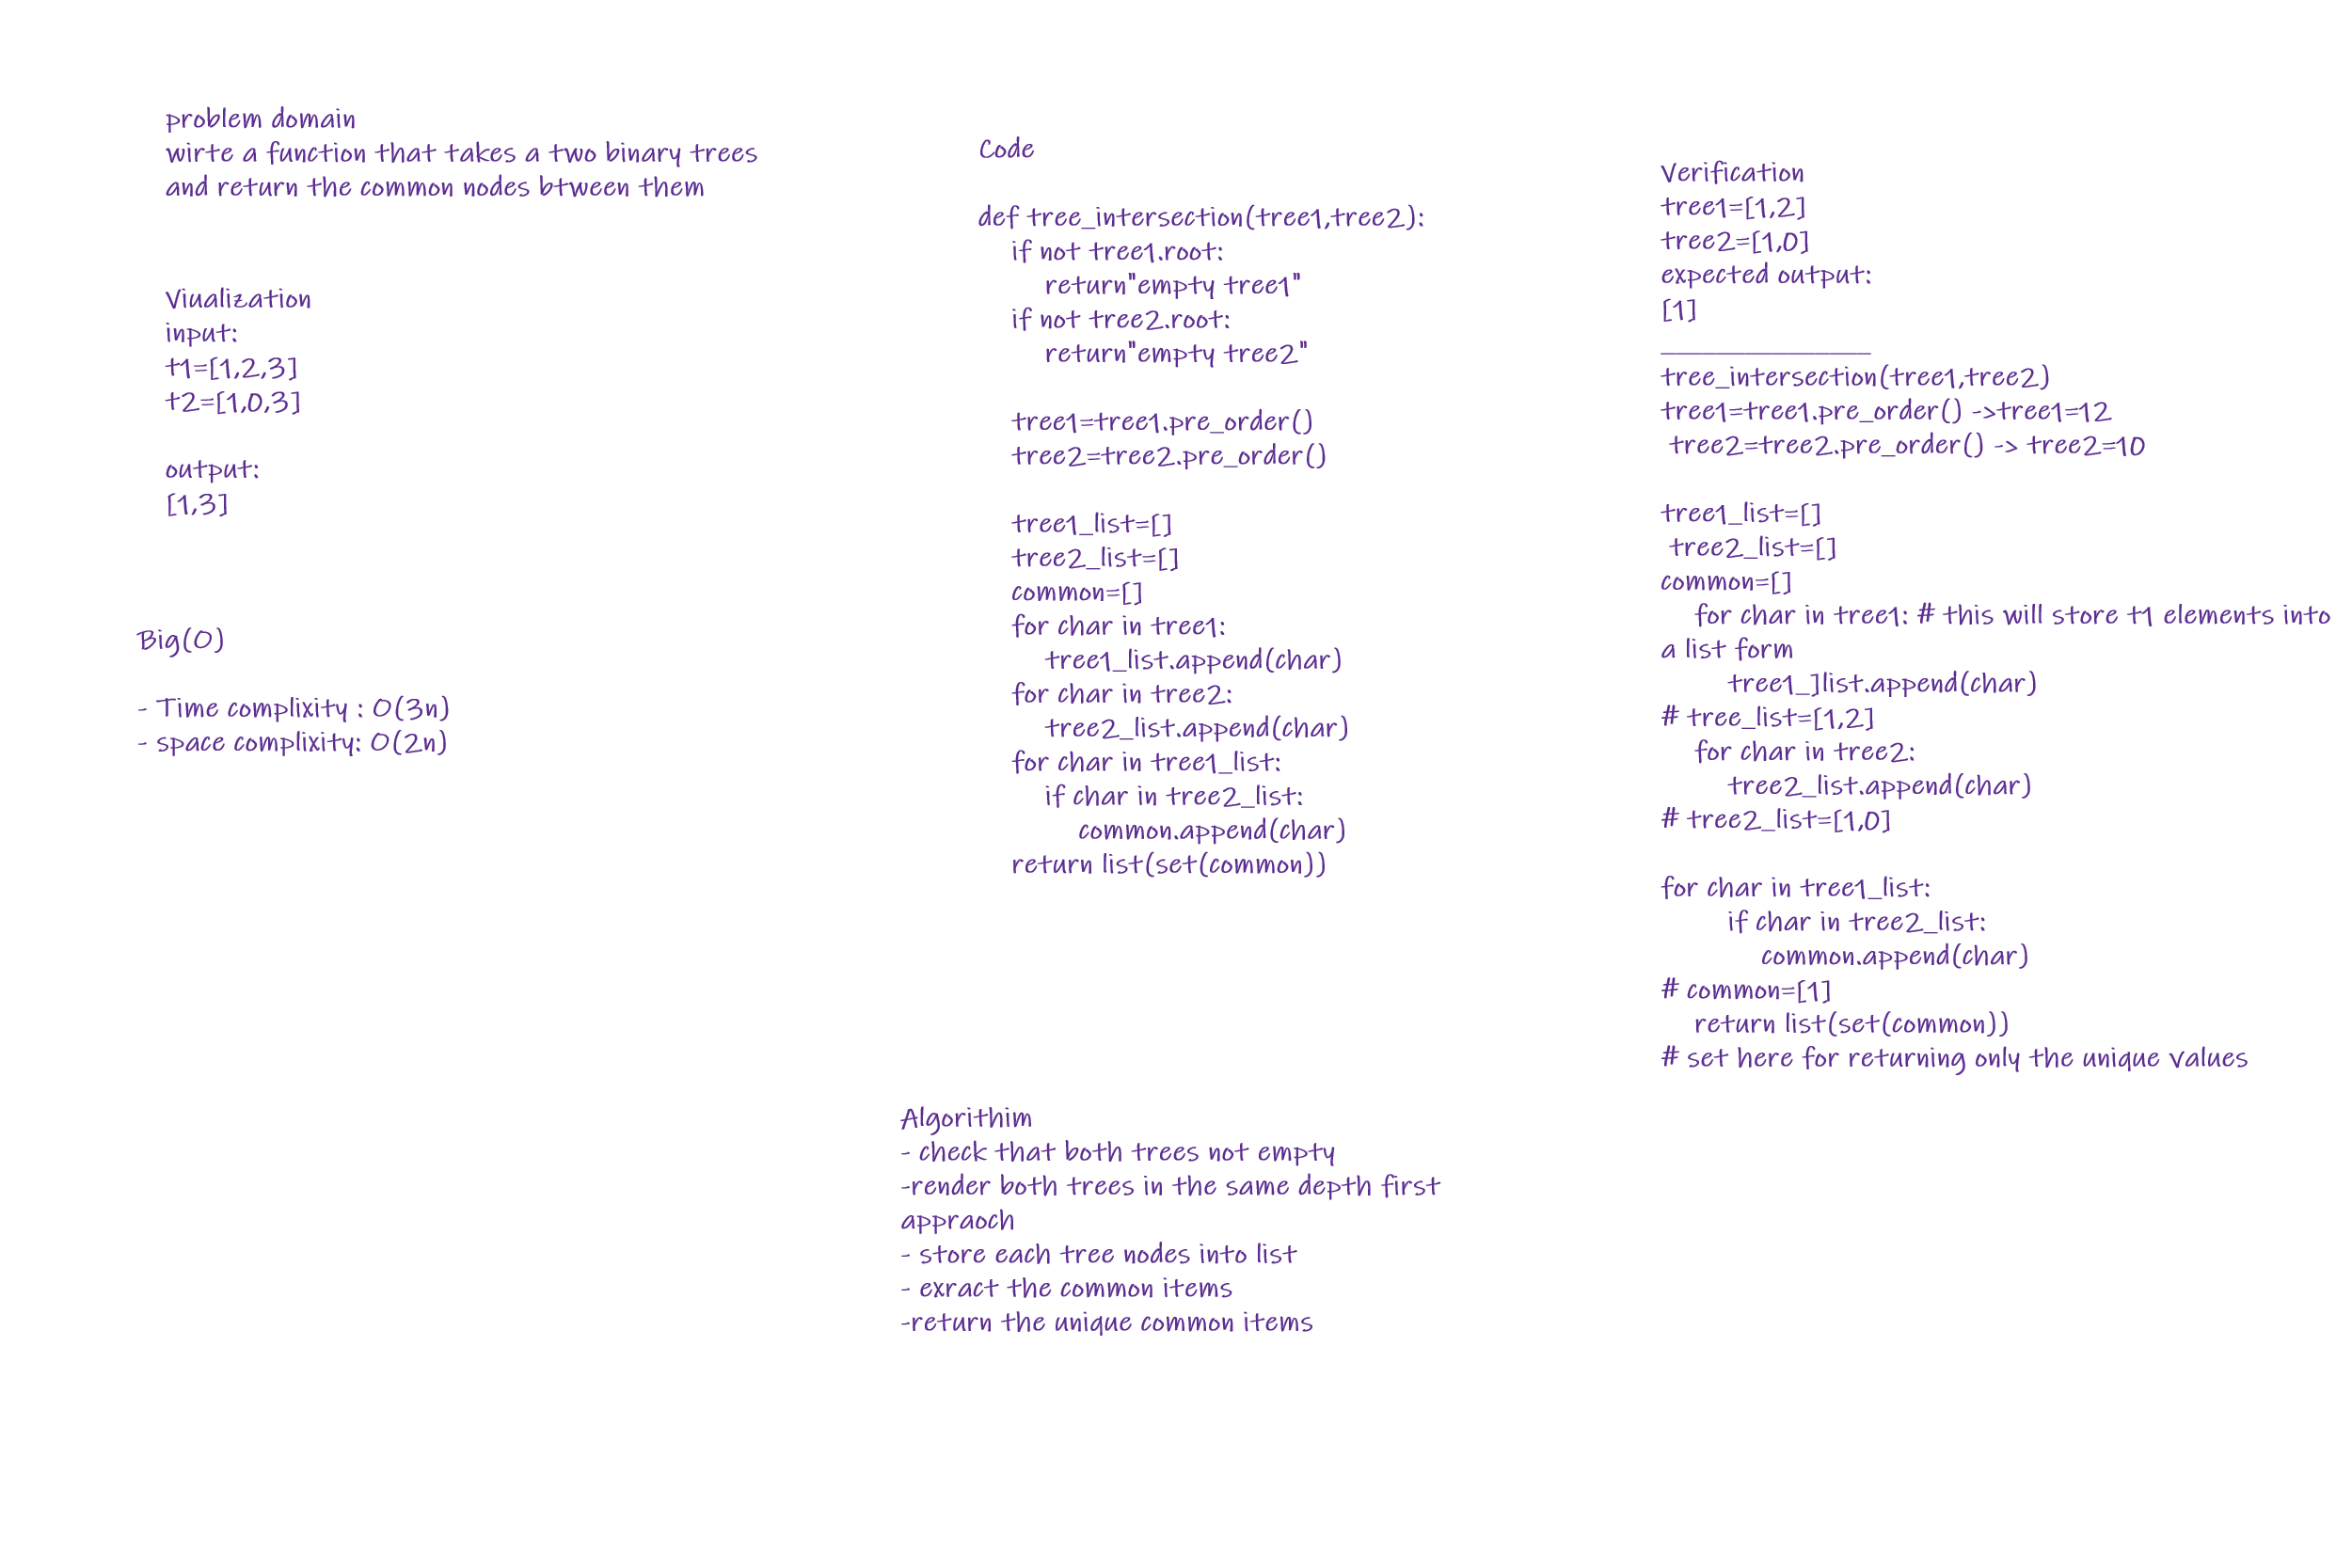 problem domain
wirte a function that takes a two binary trees
and return the common nodes btween them
Viualization
input:
t1=[1,2,3]
t2=[1,0,3]
output:
[1,3]
Big(O)
- Time complixity : O(3n)
- space complixity: O(2n)
Code
def tree_intersection(tree1,tree2):
if not tree1.root:
return"empty tree1"
if not tree2.root:
return"empty tree2"
tree1=tree1.pre_order()
tree2=tree2.pre_order()
tree1_list=[]
tree2_list=[]
common=[]
for char in tree1:
tree1_list.append(char)
for char in tree2:
tree2_list.append(char)
for char in tree1_list:
if char in tree2_list:
common.append(char)
return list(set(common))
Algorithim
- check that both trees not empty
-render both trees in the same depth first
appraoch
- store each tree nodes into list
- exract the common items
-return the unique common items
Verification
tree1=[1,2]
tree2=[1,0]
expected output:
[1]
_______________
tree_intersection(tree1,tree2)
tree1=tree1.pre_order() ->tree1=12
tree2=tree2.pre_order() -> tree2=10
tree1_list=[]
tree2_list=[]
common=[]
for char in tree1: # this will store t1 elements into
a list form
tree1_]list.append(char)
# tree_list=[1,2]
for char in tree2:
tree2_list.append(char)
# tree2_list=[1,0]
for char in tree1_list:
if char in tree2_list:
common.append(char)
# common=[1]
return list(set(common))
# set here for returning only the unique values